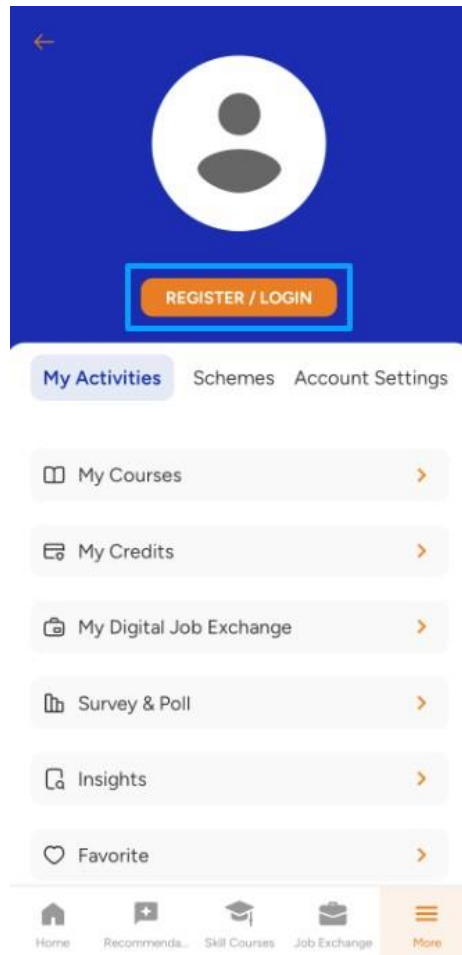 REGISTER / LOGIN
My Activities Schemes Account Settings
My Courses
My Credits
My Digital Job Exchange
Survey & Poll
Insights
Favorite
Home Recommenda... Skill Courses Job Exchange More